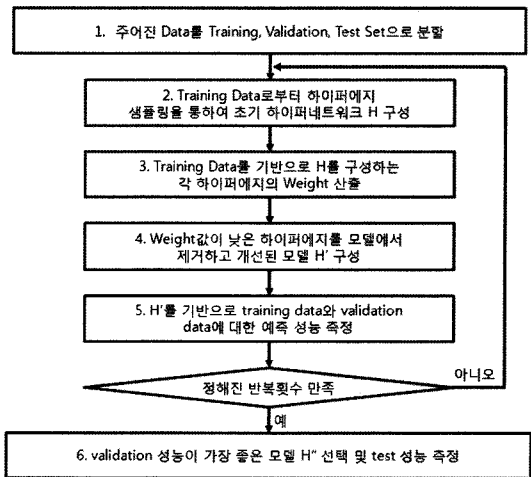 1. 주어진 Data를 Training, Validation, Test Set으로 분할
2. Training Data로부터 하이퍼에지
샘플링을 통하여 초기 하이퍼네트워크 H 구성
3. Training Data를 기반으로 H를 구성하는
각 하이퍼에지의 Weight 산출
4. Weight값이 낮은 하이퍼에지를 모델에서
제거하고 개선된 모델 H' 구성
5. H'를 기반으로 training data와 validation
data에 대한 예측 성능 측정
아니오
정해진 반복횟수 만족
예
6. validation 성능이 가장 좋은 모델 H" 선택 및 test 성능 측정